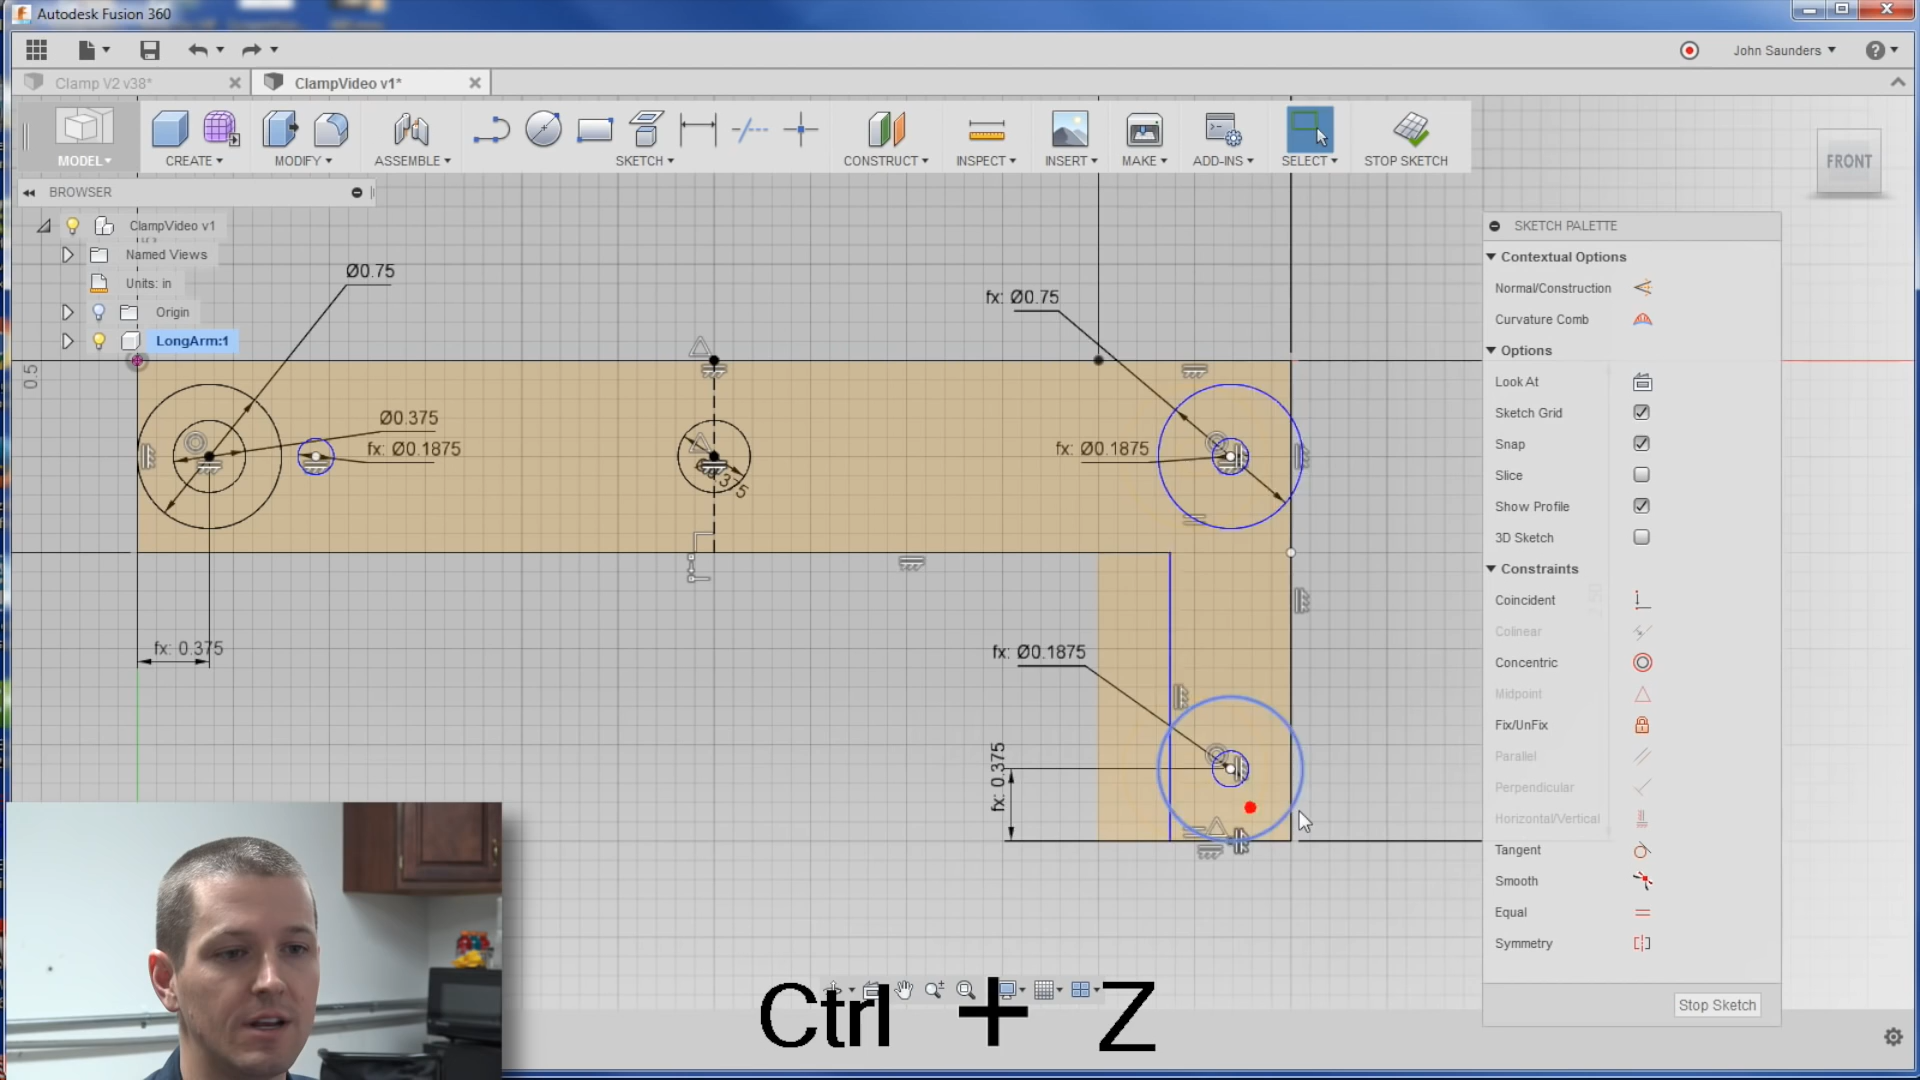 Autodesk Fusion 360
John Saunders
Clamp V2 v38*
ClampVideo v1*
MODEL
CREATE
MODIFY
ASSEMBLE
SKETCH
CONSTRUCT
INSPECT
INSERT
MAKE
ADD-INS
SELECT
STOP SKETCH
FRONT
BROWSER
ClampVideo v1
Named Views
Units: in
Origin
LongArm:1
0.5
Ø0.75
Ø0.375
fx: Ø0.1875
fx: Ø0.75
fx: Ø0.1875
fx: 0.375
fx: Ø0.1875
fx: 0.375
SKETCH PALETTE
Contextual Options
Normal/Construction
Curvature Comb
Options
Look At
Sketch Grid
Snap
Slice
Show Profile
3D Sketch
Constraints
Coincident
Colinear
Concentric
Midpoint
Fix/UnFix
Parallel
Perpendicular
Horizontal/Vertical
Tangent
Smooth
Equal
Symmetry
Stop Sketch
Ctrl + Z